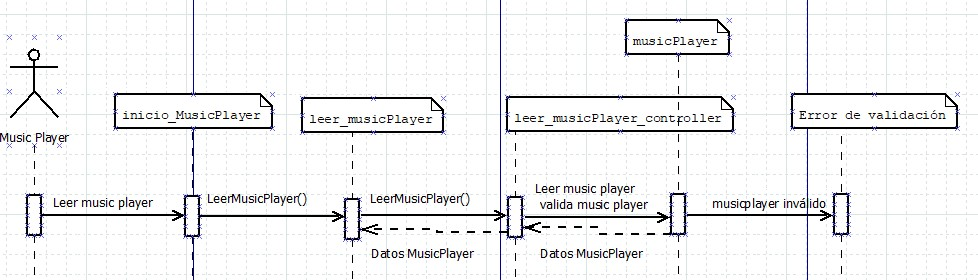 musicPlayer
Music Player
inicio_MusicPlayer
leer_musicPlayer
leer_musicPlayer_controller
Error de validación
Leer music player
LeerMusicPlayer()
LeerMusicPlayer()
Leer music player
valida music player
musicplayer inválido
Datos MusicPlayer
Datos MusicPlayer